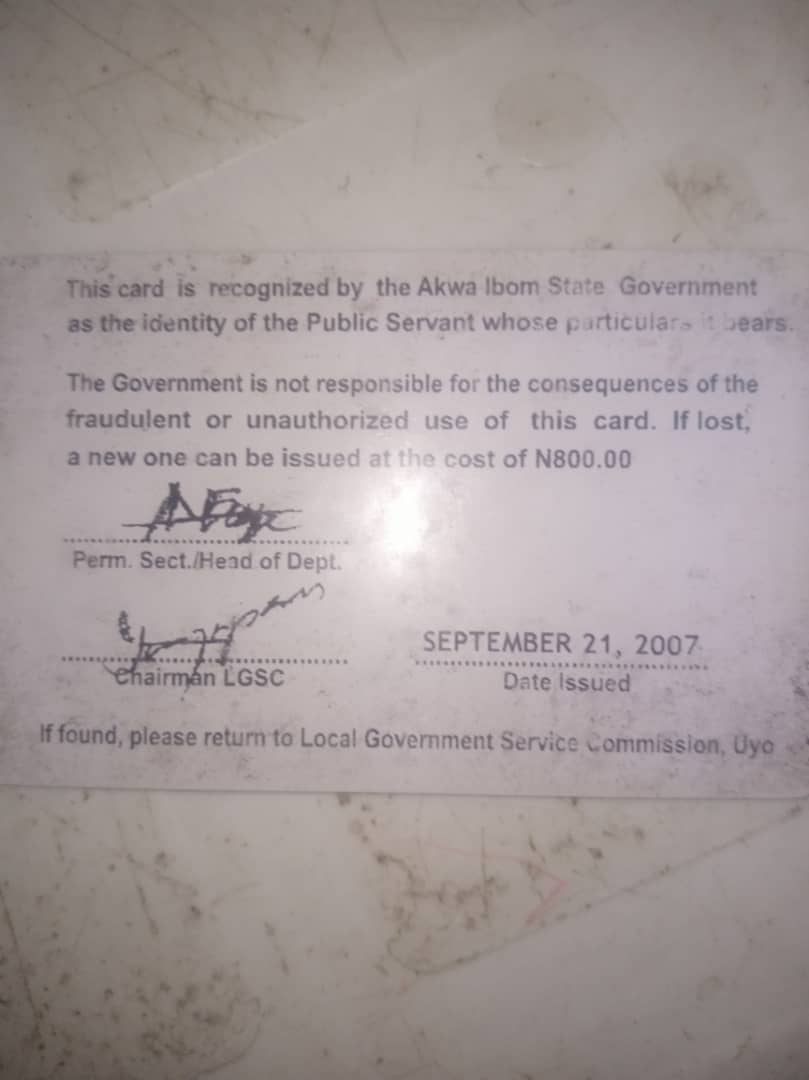 This card is recognized by the Akwa Ibom State Government
as the identity of the Public Servant whose particulars it bears.
The Government is not responsible for the consequences of the
fraudulent or unauthorized use of this card. If lost,
a new one can be issued at the cost of N800.00
Perm. Sect./Head of Dept.
SEPTEMBER 21, 2007
Chairman LGSC
Date Issued
If found, please return to Local Government Service Commission, Uyo